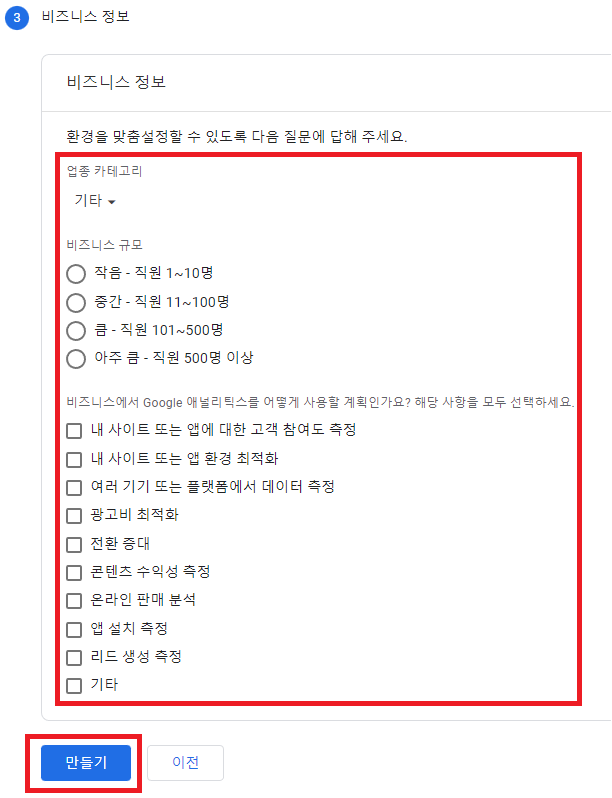 3 비즈니스 정보
비즈니스 정보
환경을 맞춤설정할 수 있도록 다음 질문에 답해 주세요.
업종 카테고리
기타
비즈니스 규모
작음 - 직원 1~10명
중간 - 직원 11~100명
큼 - 직원 101~500명
아주 큼 - 직원 500명 이상
비즈니스에서 Google 애널리틱스를 어떻게 사용할 계획인가요? 해당 사항을 모두 선택하세요.
내 사이트 또는 앱에 대한 고객 참여도 측정
내 사이트 또는 앱 환경 최적화
여러 기기 또는 플랫폼에서 데이터 측정
광고비 최적화
전환 증대
콘텐츠 수익성 측정
온라인 판매 분석
앱 설치 측정
리드 생성 측정
기타
만들기 이전